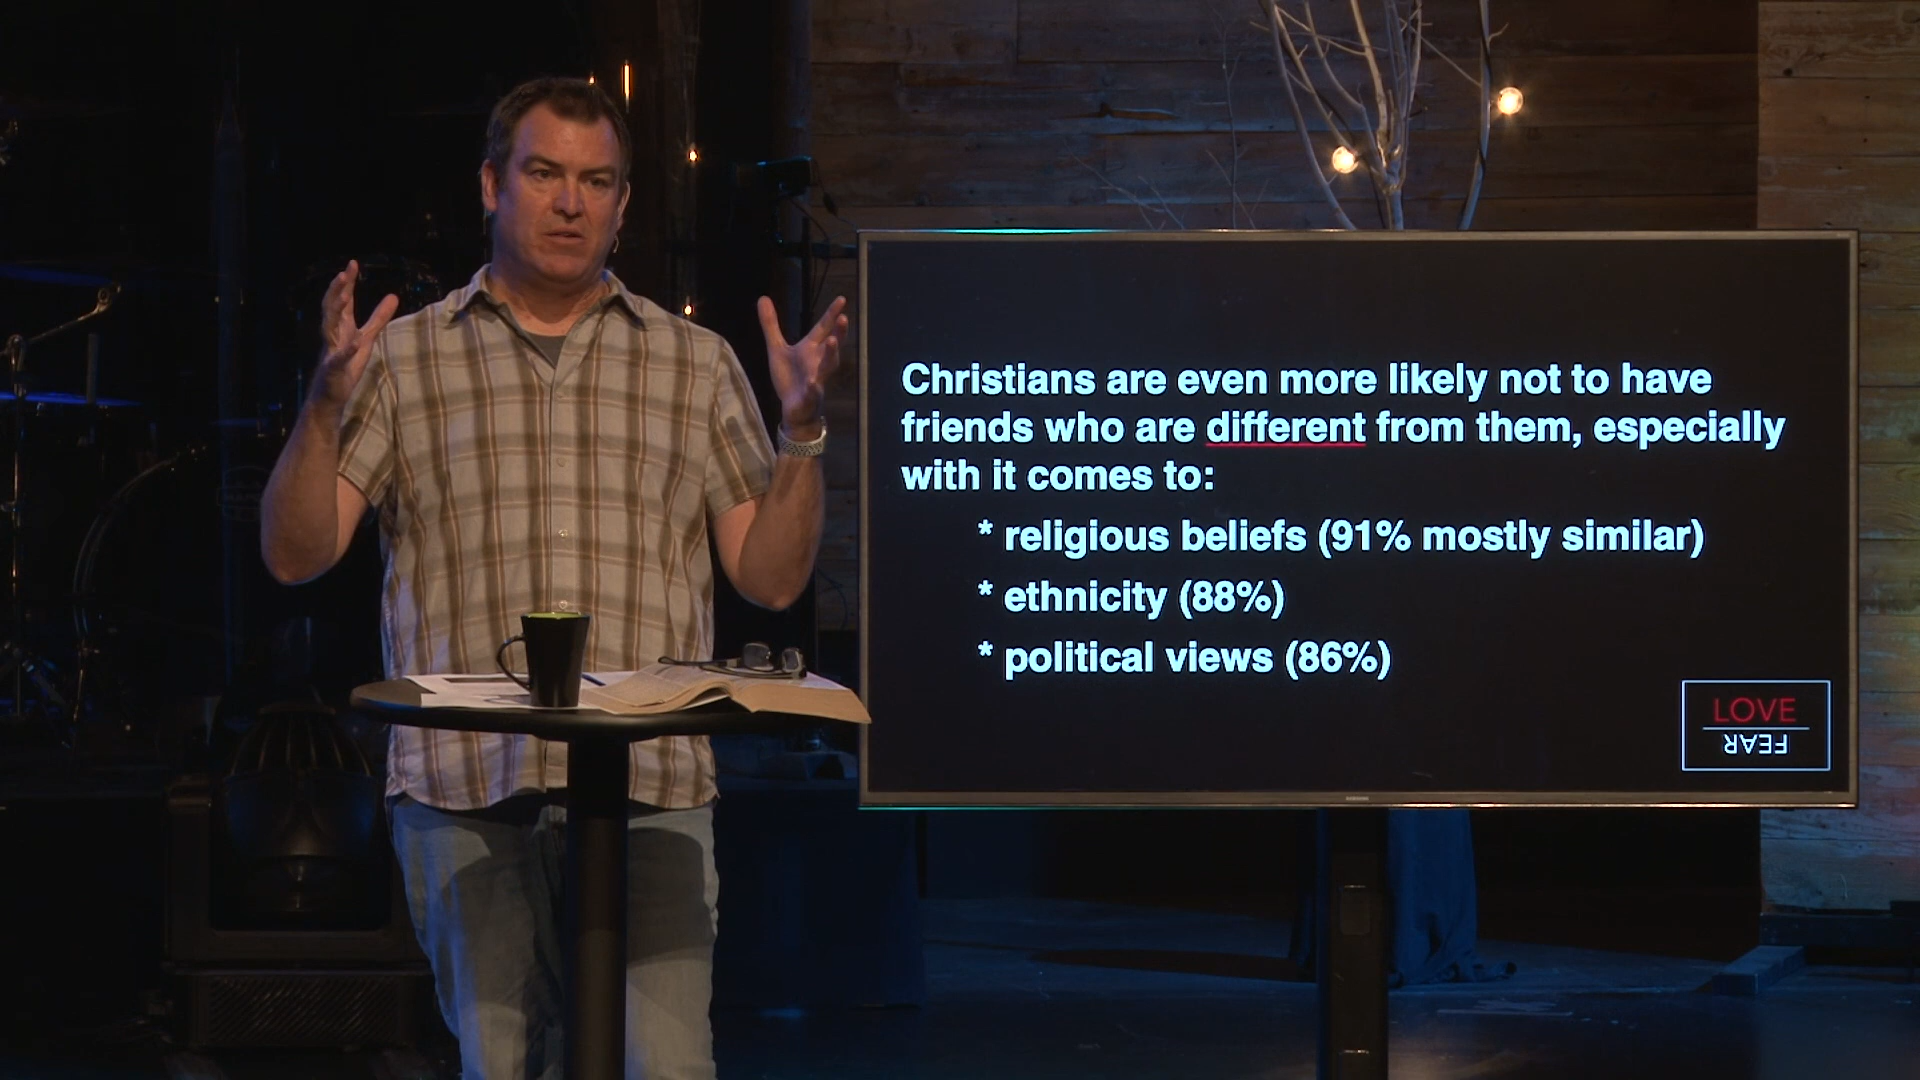 Christians are even more likely not to have
friends who are different from them, especially
with it comes to:
* religious beliefs (91% mostly similar)
* ethnicity (88%)
* political views (86%)
LOVE
FEAR